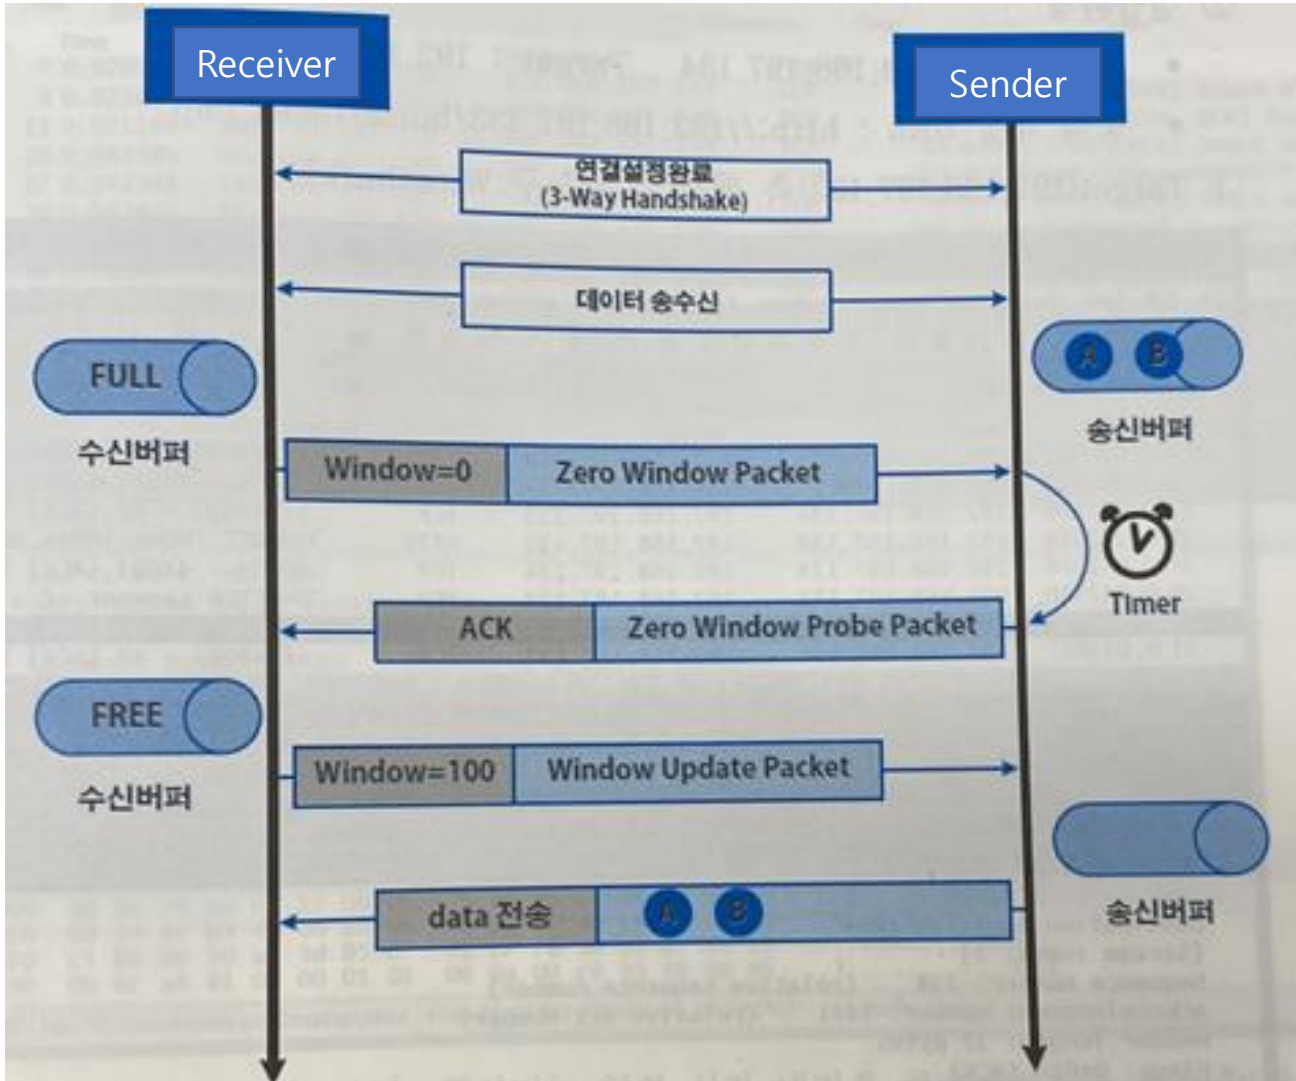 Receiver
Sender
연결설정완료
(3-Way Handshake)
데이터 송수신
FULL
수신버퍼
A B
송신버퍼
Window=0 Zero Window Packet
Timer
ACK Zero Window Probe Packet
FREE
수신버퍼
Window=100 Window Update Packet
송신버퍼
data 전송 A B